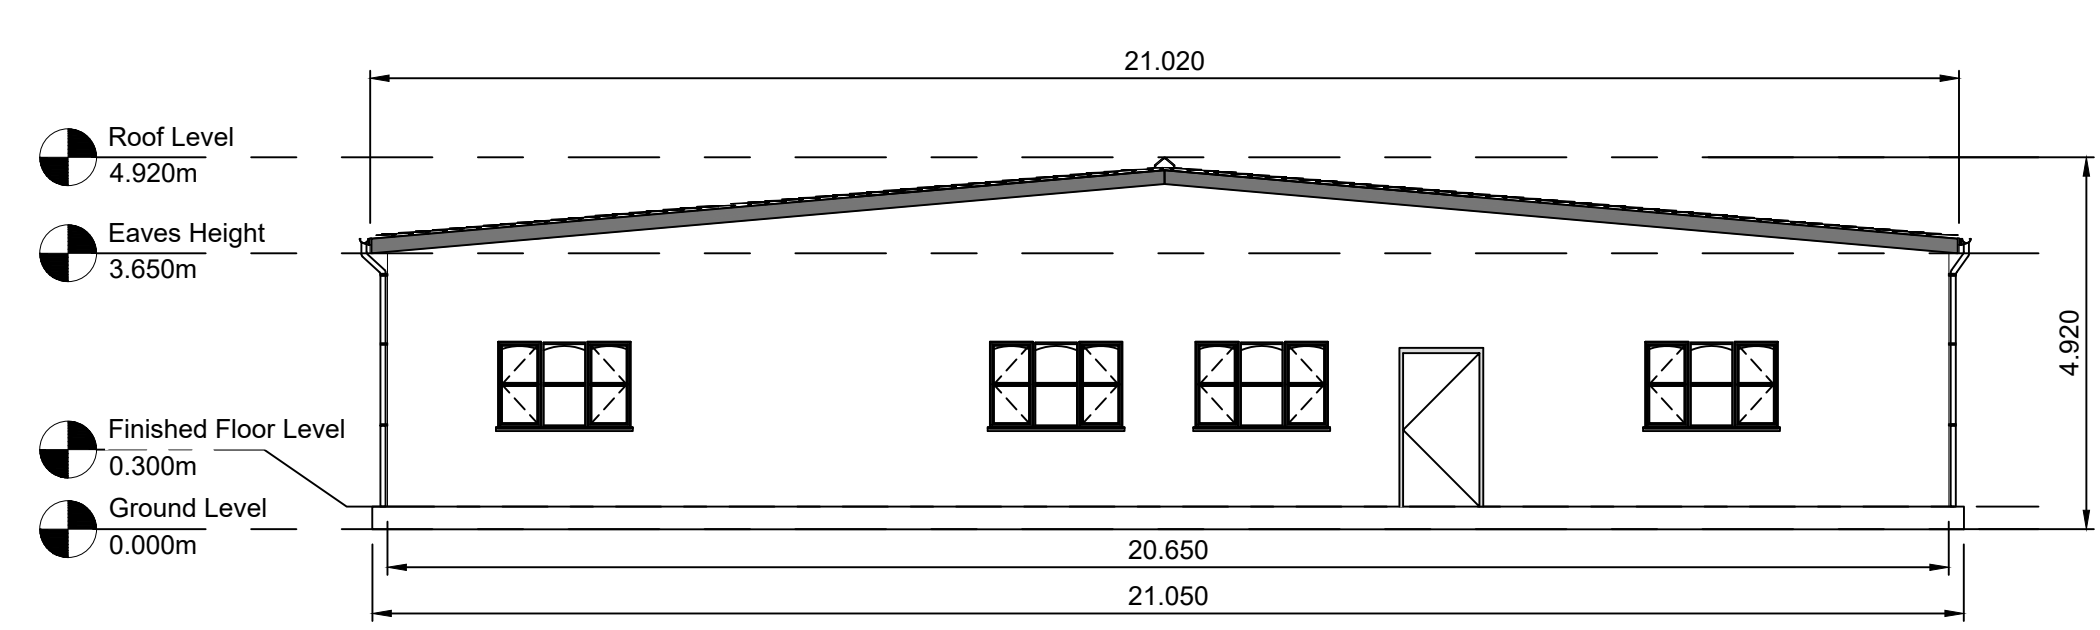 21.020
Roof Level
4.920m
Eaves Height
3.650m
4.920
Finished Floor Level
0.300m
Ground Level
0.000m
20.650
21.050